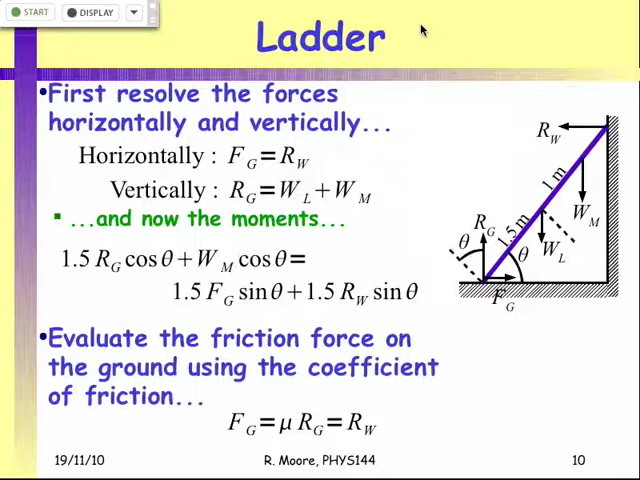 START DISPLAY
Ladder
•First resolve the forces
horizontally and vertically...
Horizontally : F_G = R_W
Vertically : R_G = W_L + W_M
▪ ...and now the moments...
1.5 R_G cos θ + W_M cos θ =
1.5 F_G sin θ + 1.5 R_W sin θ
•Evaluate the friction force on
the ground using the coefficient
of friction...
F_G = μ R_G = R_W
R_W
1 m
W_M
R_G
1.5 m
θ
θ
W_L
F_G
19/11/10
R. Moore, PHYS144
10